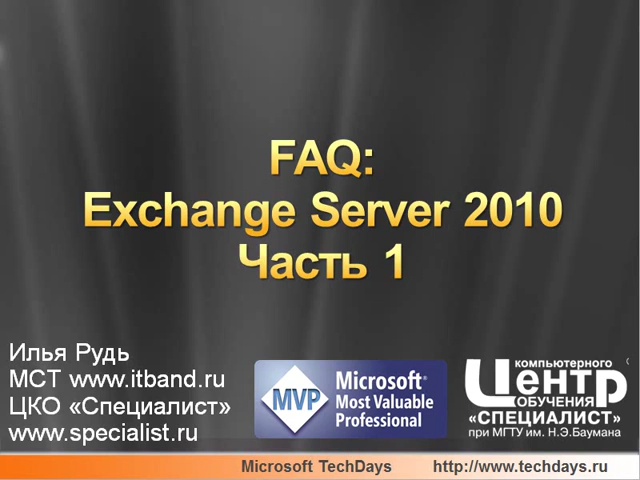 FAQ:
Exchange Server 2010
Часть 1
Илья Рудь
МСТ www.itband.ru
ЦКО «Специалист»
www.specialist.ru
MVP
Microsoft®
Most Valuable
Professional
компьютерного
Центр
ОБУЧЕНИЯ
«СПЕЦИАЛИСТ»
при МГТУ им. Н.Э.Баумана
Microsoft TechDays http://www.techdays.ru